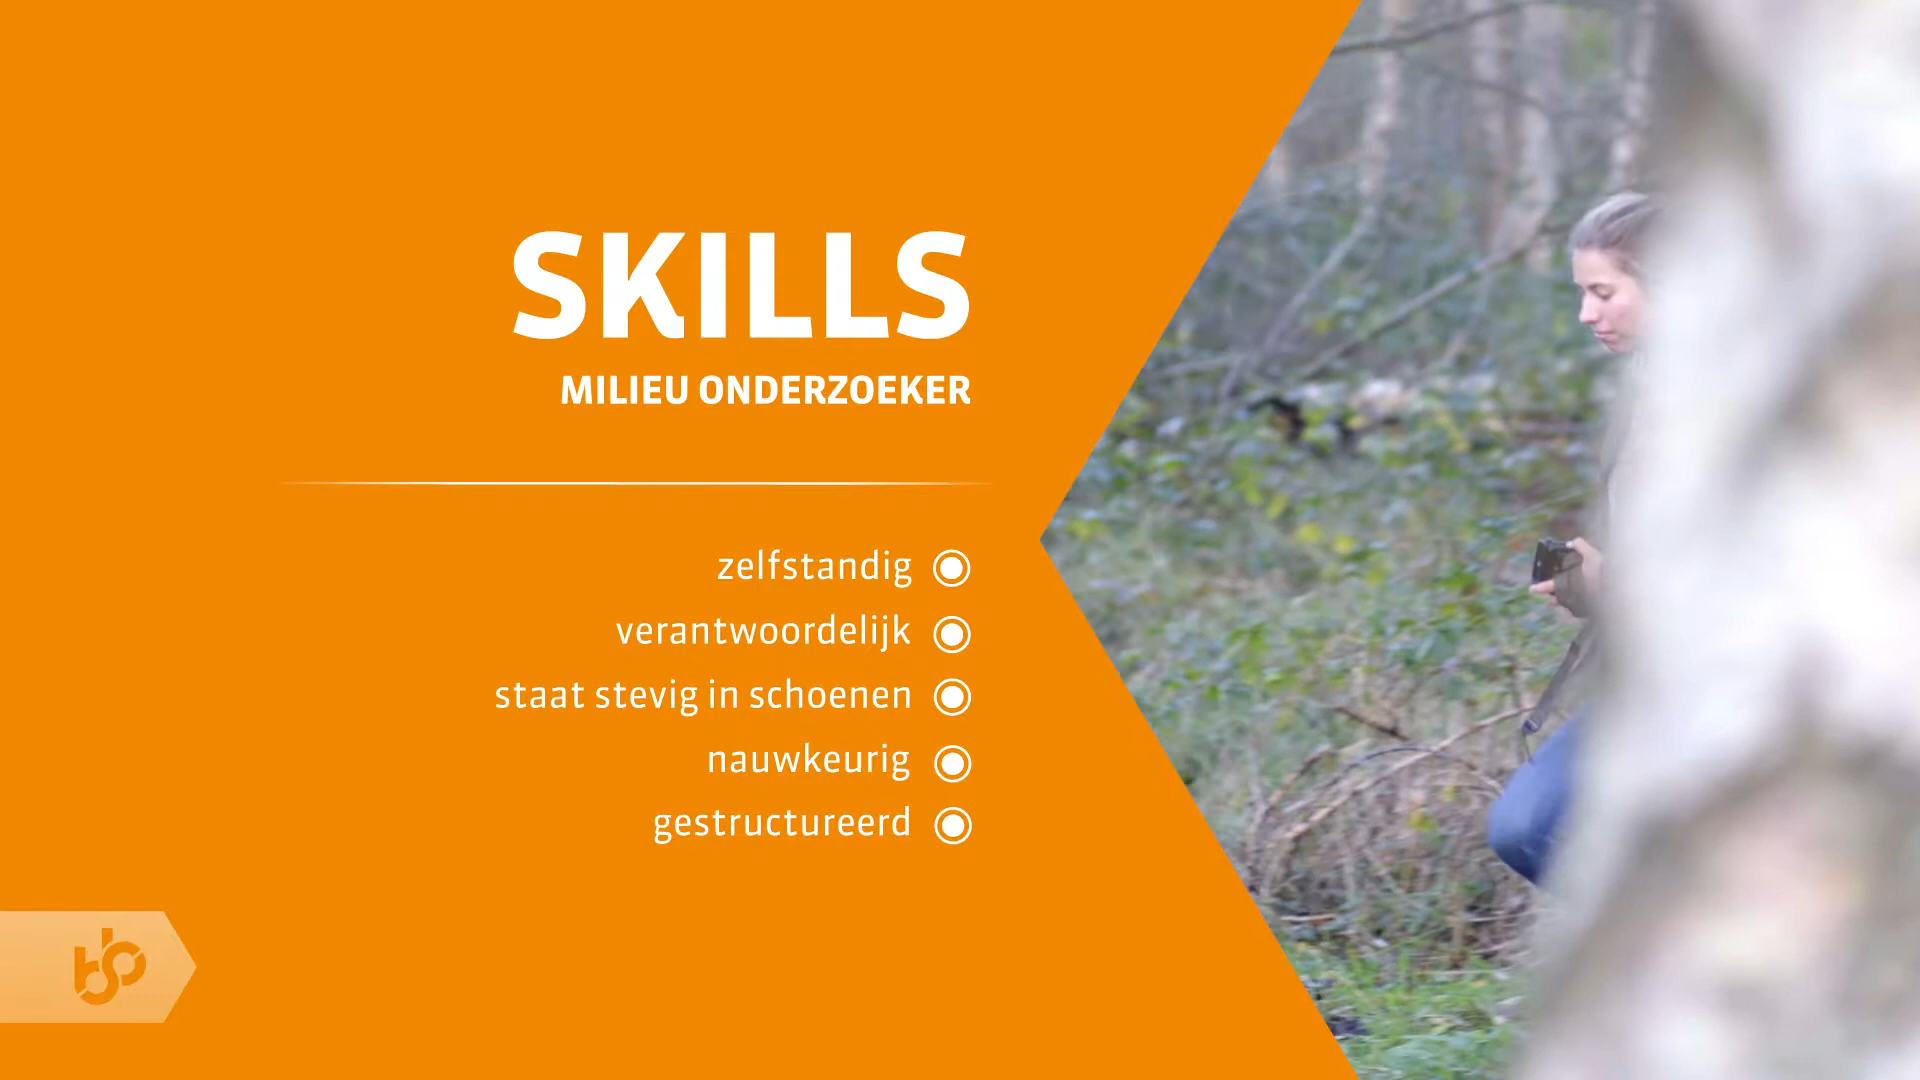 SKILLS
MILIEU ONDERZOEKER
zelfstandig
verantwoordelijk
staat stevig in schoenen
nauwkeurig
gestructureerd